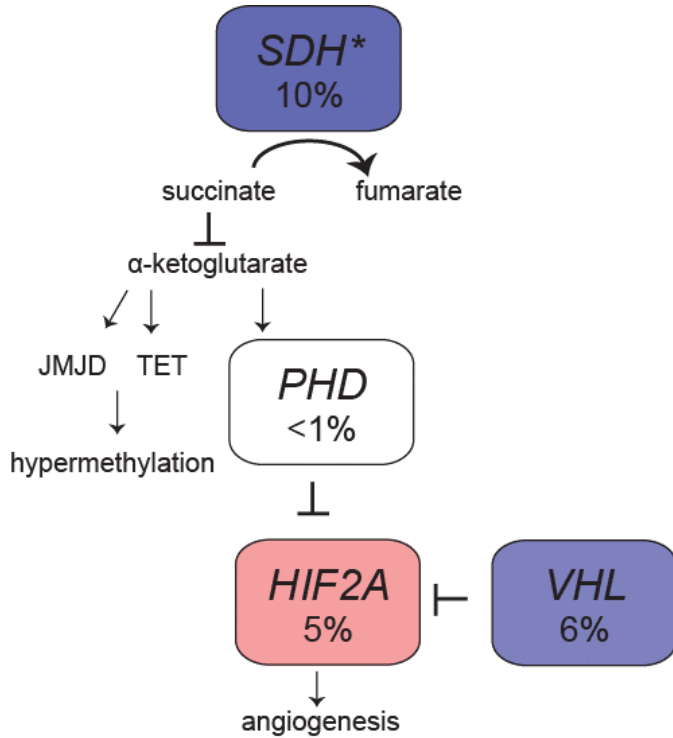 SDH*
10%
succinate fumarate
α-ketoglutarate
JMJD TET
PHD
<1%
hypermethylation
HIF2A
5%
VHL
6%
angiogenesis